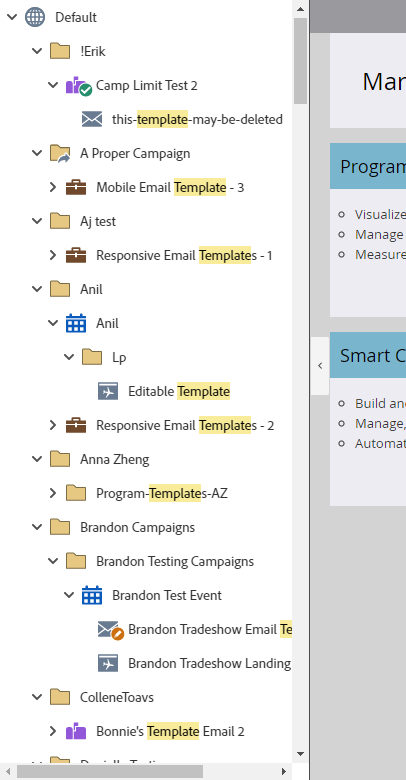 Default
!Erik
Camp Limit Test 2
this-template-may-be-deleted
A Proper Campaign
Mobile Email Template - 3
Aj test
Responsive Email Templates - 1
Anil
Anil
Lp
Editable Template
Responsive Email Templates - 2
Anna Zheng
Program-Templates-AZ
Brandon Campaigns
Brandon Testing Campaigns
Brandon Test Event
Brandon Tradeshow Email Te
Brandon Tradeshow Landing
ColleneToavs
Bonnie's Template Email 2
Mar
Program
Visualize
Manage
Measure
Smart C
Build and
Manage,
Automat